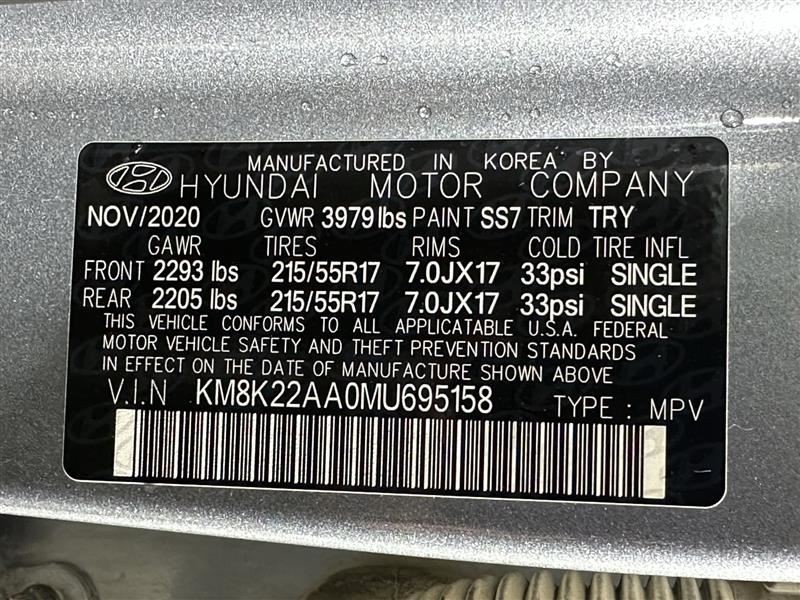 MANUFACTURED IN KOREA BY
HYUNDAI MOTOR COMPANY
NOV/2020 GVWR 3979 lbs PAINT SS7 TRIM TRY
GAWR TIRES RIMS COLD TIRE INFL
FRONT 2293 lbs 215/55R17 7.0JX17 33psi SINGLE
REAR 2205 lbs 215/55R17 7.0JX17 33psi SINGLE
THIS VEHICLE CONFORMS TO ALL APPLICATABLE U.S.A. FEDERAL
MOTOR VEHICLE SAFETY AND THEFT PREVENTION STANDARDS
IN EFFECT ON THE DATE OF MANUFACTURE SHOWN ABOVE
V.I.N KM8K22AA0MU695158 TYPE : MPV